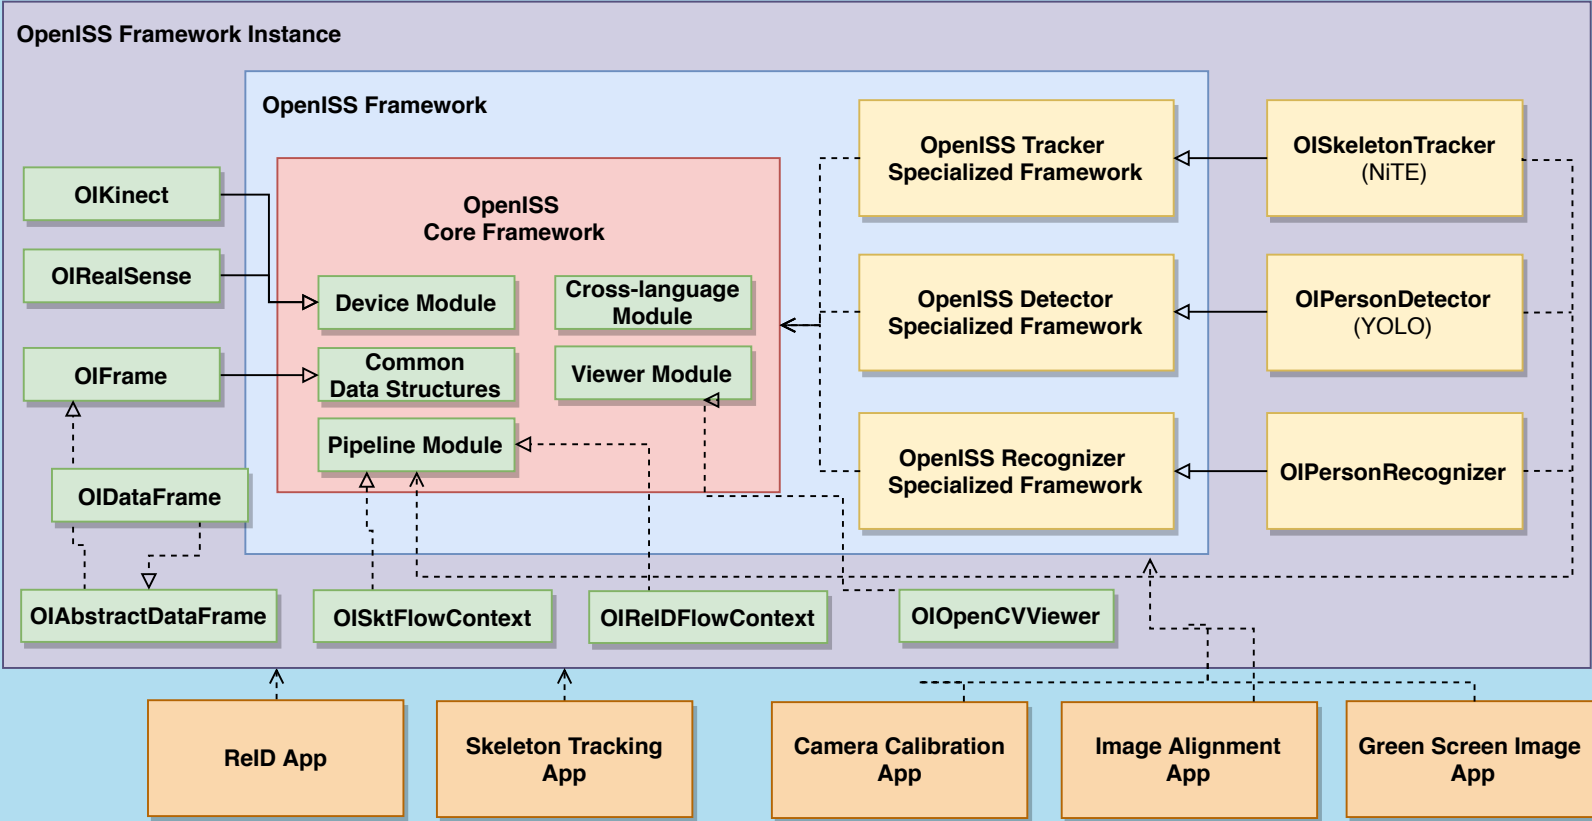 OpenISS Framework Instance
OpenISS Framework
OpenISS Tracker
Specialized Framework
OISkeletonTracker
(NiTE)
OIKinect
OpenISS
Core Framework
OIRealSense
Device Module
Cross-language
Module
OpenISS Detector
Specialized Framework
OIPersonDetector
(YOLO)
OIFrame
Common
Data Structures
Viewer Module
Pipeline Module
OpenISS Recognizer
Specialized Framework
OIPersonRecognizer
OIDataFrame
OIAbstractDataFrame
OISktFlowContext
OIReIDFlowContext
OIOpenCVViewer
ReID App
Skeleton Tracking
App
Camera Calibration
App
Image Alignment
App
Green Screen Image
App